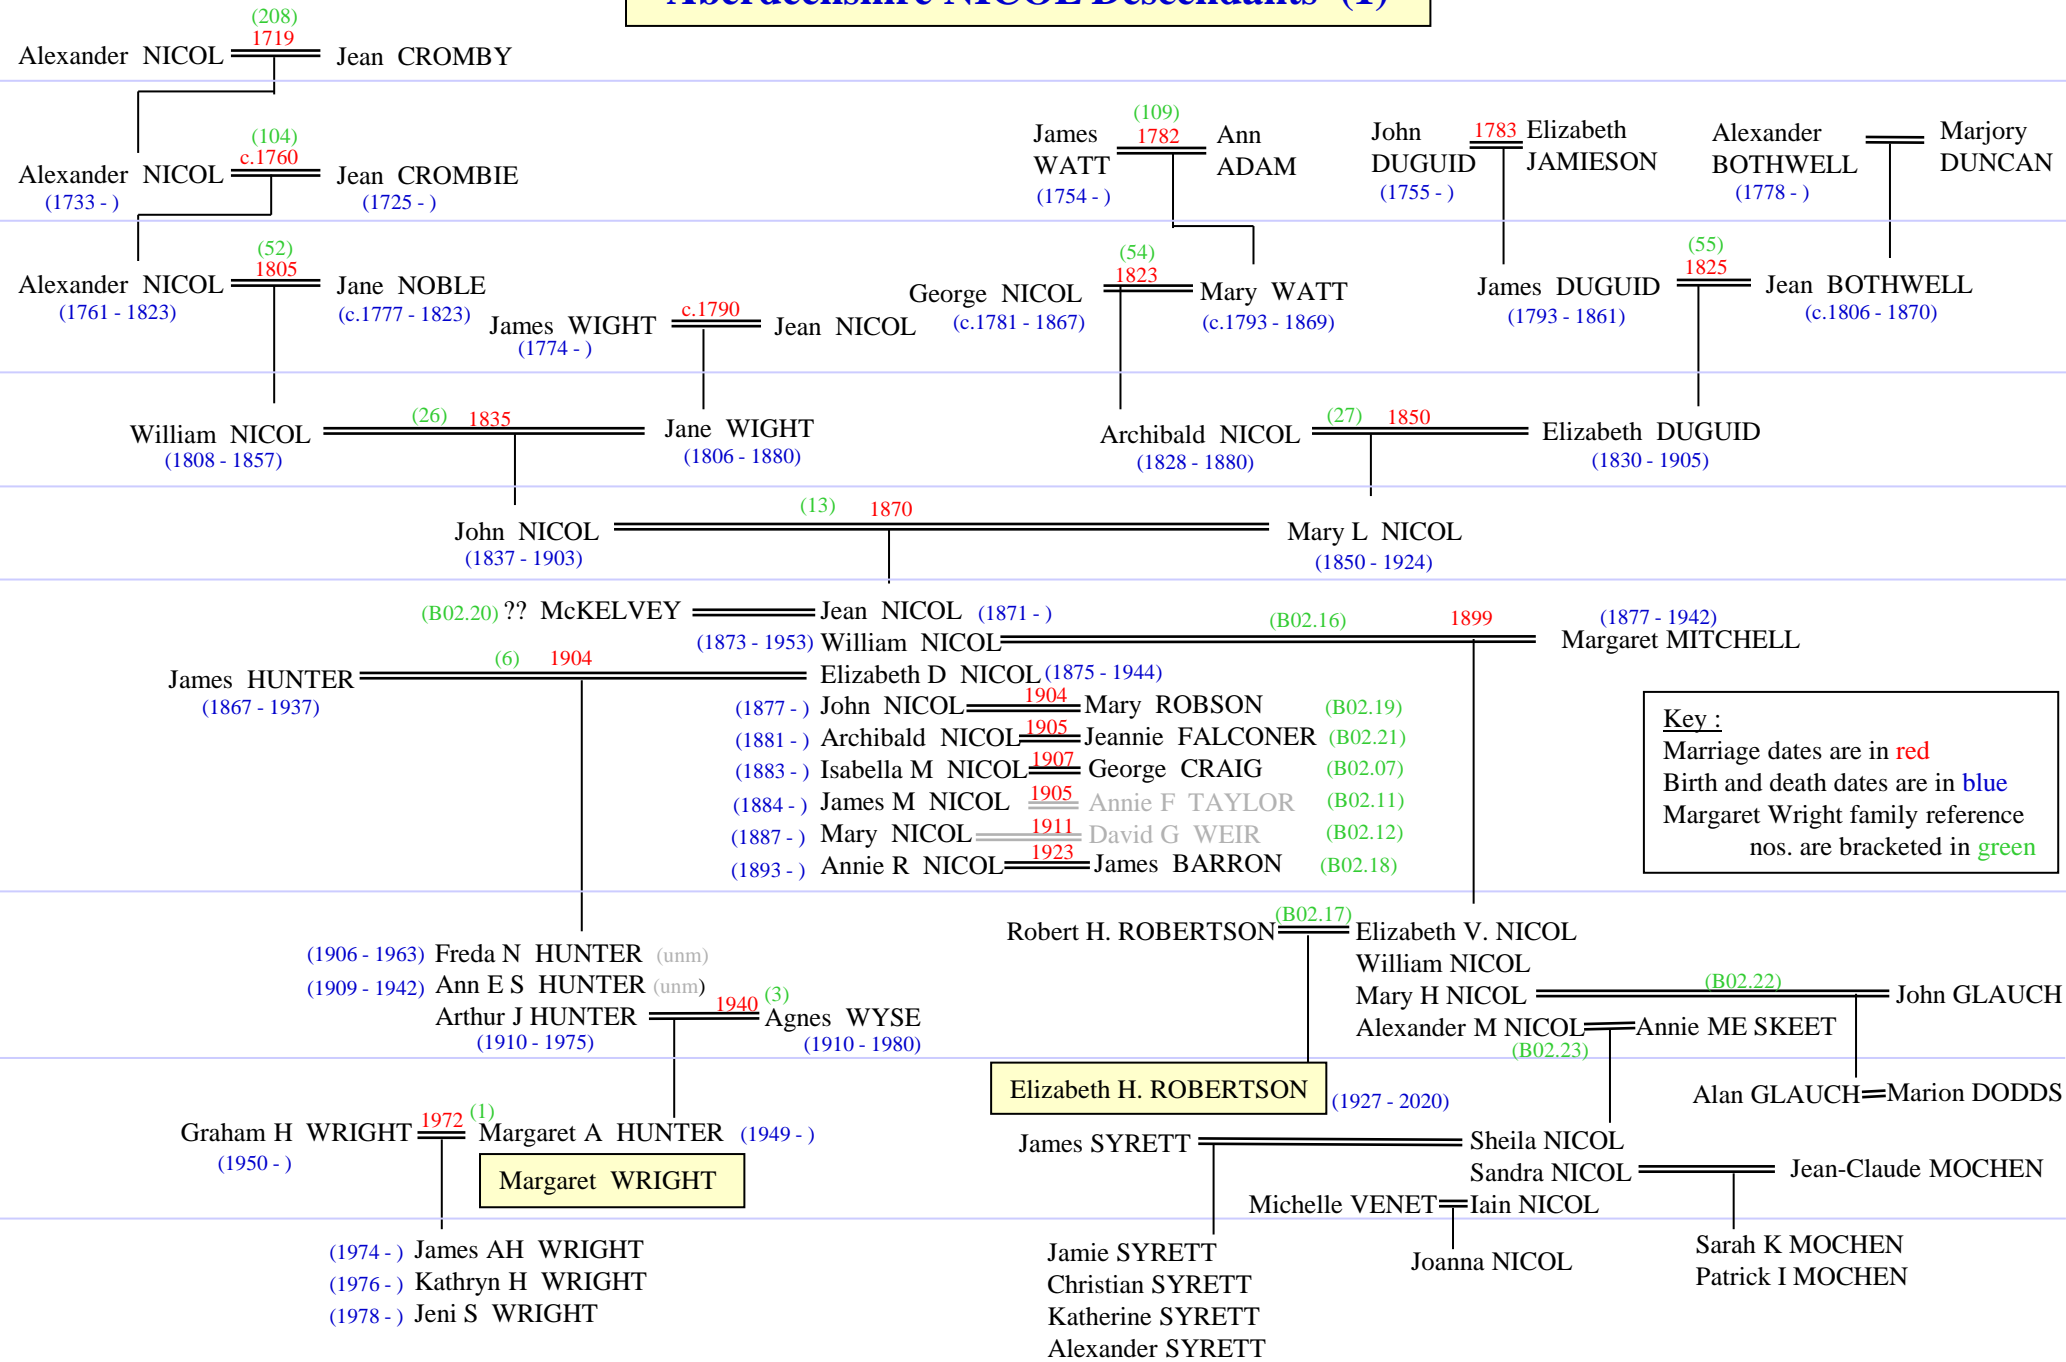 Aberdeenshire NICOL Descendants (1)
(208)
1719
Alexander NICOL
Jean CROMBY
(104)
c.1760
Alexander NICOL
Jean CROMBIE
(1733 - )
(1725 - )
(109)
1782
James
WATT
(1754 - )
Ann
ADAM
John
DUGUID
(1755 - )
1783
Elizabeth
JAMIESON
Alexander
BOTHWELL
(1778 - )
Marjory
DUNCAN
(52)
1805
Alexander NICOL
Jane NOBLE
(1761 - 1823)
(c.1777 - 1823)
James WIGHT
c.1790
Jean NICOL
(1774 - )
(54)
1823
George NICOL
Mary WATT
(c.1781 - 1867)
(c.1793 - 1869)
(55)
1825
James DUGUID
Jean BOTHWELL
(1793 - 1861)
(c.1806 - 1870)
(26) 1835
William NICOL
Jane WIGHT
(1808 - 1857)
(1806 - 1880)
(27) 1850
Archibald NICOL
Elizabeth DUGUID
(1828 - 1880)
(1830 - 1905)
(13) 1870
John NICOL
Mary L NICOL
(1837 - 1903)
(1850 - 1924)
(B02.20) ?? McKELVEY Jean NICOL (1871 - )
(1873 - 1953) William NICOL (B02.16) 1899 Margaret MITCHELL
(1877 - 1942)
James HUNTER (6) 1904 Elizabeth D NICOL (1875 - 1944)
(1867 - 1937)
(1877 - ) John NICOL 1904 Mary ROBSON (B02.19)
(1881 - ) Archibald NICOL 1905 Jeannie FALCONER (B02.21)
(1883 - ) Isabella M NICOL 1907 George CRAIG (B02.07)
(1884 - ) James M NICOL 1905 Annie F TAYLOR (B02.11)
(1887 - ) Mary NICOL 1911 David G WEIR (B02.12)
(1893 - ) Annie R NICOL 1923 James BARRON (B02.18)
Key :
Marriage dates are in red
Birth and death dates are in blue
Margaret Wright family reference
nos. are bracketed in green
(1906 - 1963) Freda N HUNTER (unm)
(1909 - 1942) Ann E S HUNTER (unm)
Arthur J HUNTER 1940 (3) Agnes WYSE
(1910 - 1975)
(1910 - 1980)
Robert H. ROBERTSON (B02.17) Elizabeth V. NICOL
William NICOL
Mary H NICOL (B02.22) John GLAUCH
Alexander M NICOL Annie ME SKEET
(B02.23)
Elizabeth H. ROBERTSON (1927 - 2020)
Alan GLAUCH Marion DODDS
Graham H WRIGHT 1972 (1) Margaret A HUNTER (1949 - )
(1950 - )
Margaret WRIGHT
James SYRETT Sheila NICOL
Sandra NICOL Jean-Claude MOCHEN
Michelle VENET Iain NICOL
(1974 - ) James AH WRIGHT
(1976 - ) Kathryn H WRIGHT
(1978 - ) Jeni S WRIGHT
Jamie SYRETT
Christian SYRETT
Katherine SYRETT
Alexander SYRETT
Joanna NICOL
Sarah K MOCHEN
Patrick I MOCHEN